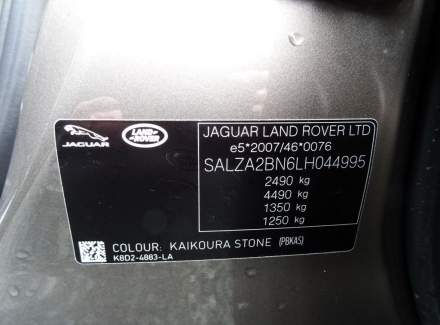 JAGUAR
LAND-
ROVER
JAGUAR LAND ROVER LTD
e5*2007/46*0076
SALZA2BN6LH044995
2490 kg
4490 kg
1350 kg
1250 kg
COLOUR: KAIKOURA STONE (PBKAS)
K8D2-4883-LA